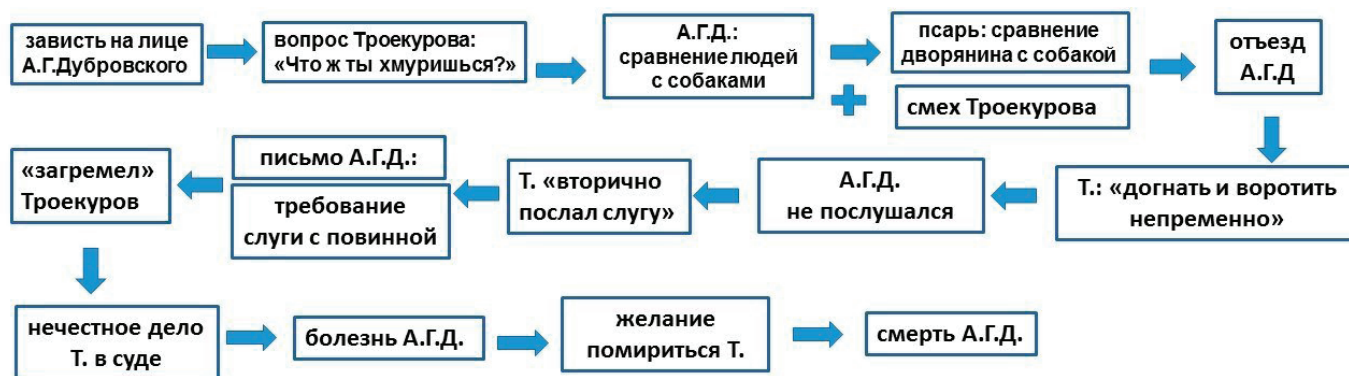 зависть на лице
А.Г.Дубровского
вопрос Троекурова:
«Что ж ты хмуришься?»
А.Г.Д.:
сравнение людей
с собаками
псарь: сравнение
дворянина с собакой
смех Троекурова
отъезд
А.Г.Д
Т.: «догнать и воротить
непременно»
А.Г.Д.
не послушался
Т. «вторично
послал слугу»
письмо А.Г.Д.:
требование
слуги с повинной
«загремел»
Троекуров
нечестное дело
Т. в суде
болезнь А.Г.Д.
желание
помириться Т.
смерть А.Г.Д.